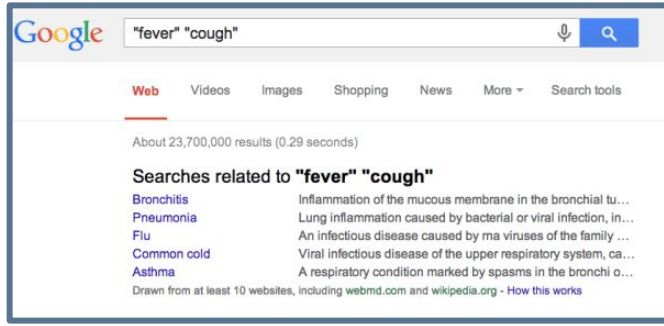 Google "fever" "cough"
Web Videos Images Shopping News More Search tools
About 23,700,000 results (0.29 seconds)
Searches related to "fever" "cough"
Bronchitis Inflammation of the mucous membrane in the bronchial tu...
Pneumonia Lung inflammation caused by bacterial or viral infection, in...
Flu An infectious disease caused by rna viruses of the family ...
Common cold Viral infectious disease of the upper respiratory system, ca...
Asthma A respiratory condition marked by spasms in the bronchi o...
Drawn from at least 10 websites, including webmd.com and wikipedia.org - How this works